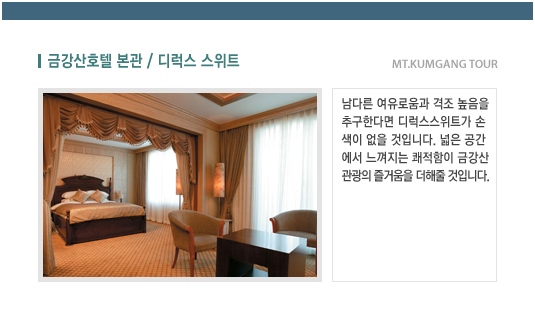 금강산호텔 본관 / 디럭스 스위트
MT.KUMGANG TOUR
남다른 여유로움과 격조 높음을
추구한다면 디럭스스위트가 손
색이 없을 것입니다. 넓은 공간
에서 느껴지는 쾌적함이 금강산
관광의 즐거움을 더해줄 것입니다.